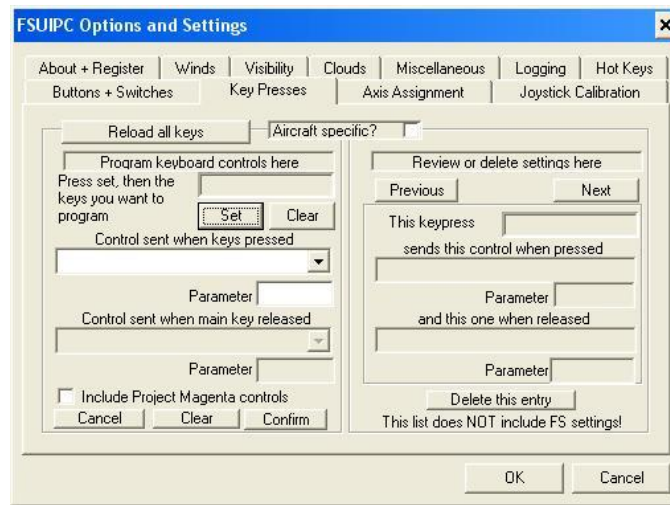 FSUIPC Options and Settings
About + Register Winds Visibility Clouds Miscellaneous Logging Hot Keys
Buttons + Switches Key Presses Axis Assignment Joystick Calibration
Reload all keys Aircraft specific?
Program keyboard controls here
Press set, then the
keys you want to
program
Set Clear
Control sent when keys pressed
Parameter
Control sent when main key released
Parameter
Include Project Magenta controls
Cancel Clear Confirm
Review or delete settings here
Previous Next
This keypress
sends this control when pressed
Parameter
and this one when released
Parameter
Delete this entry
This list does NOT include FS settings!
OK Cancel